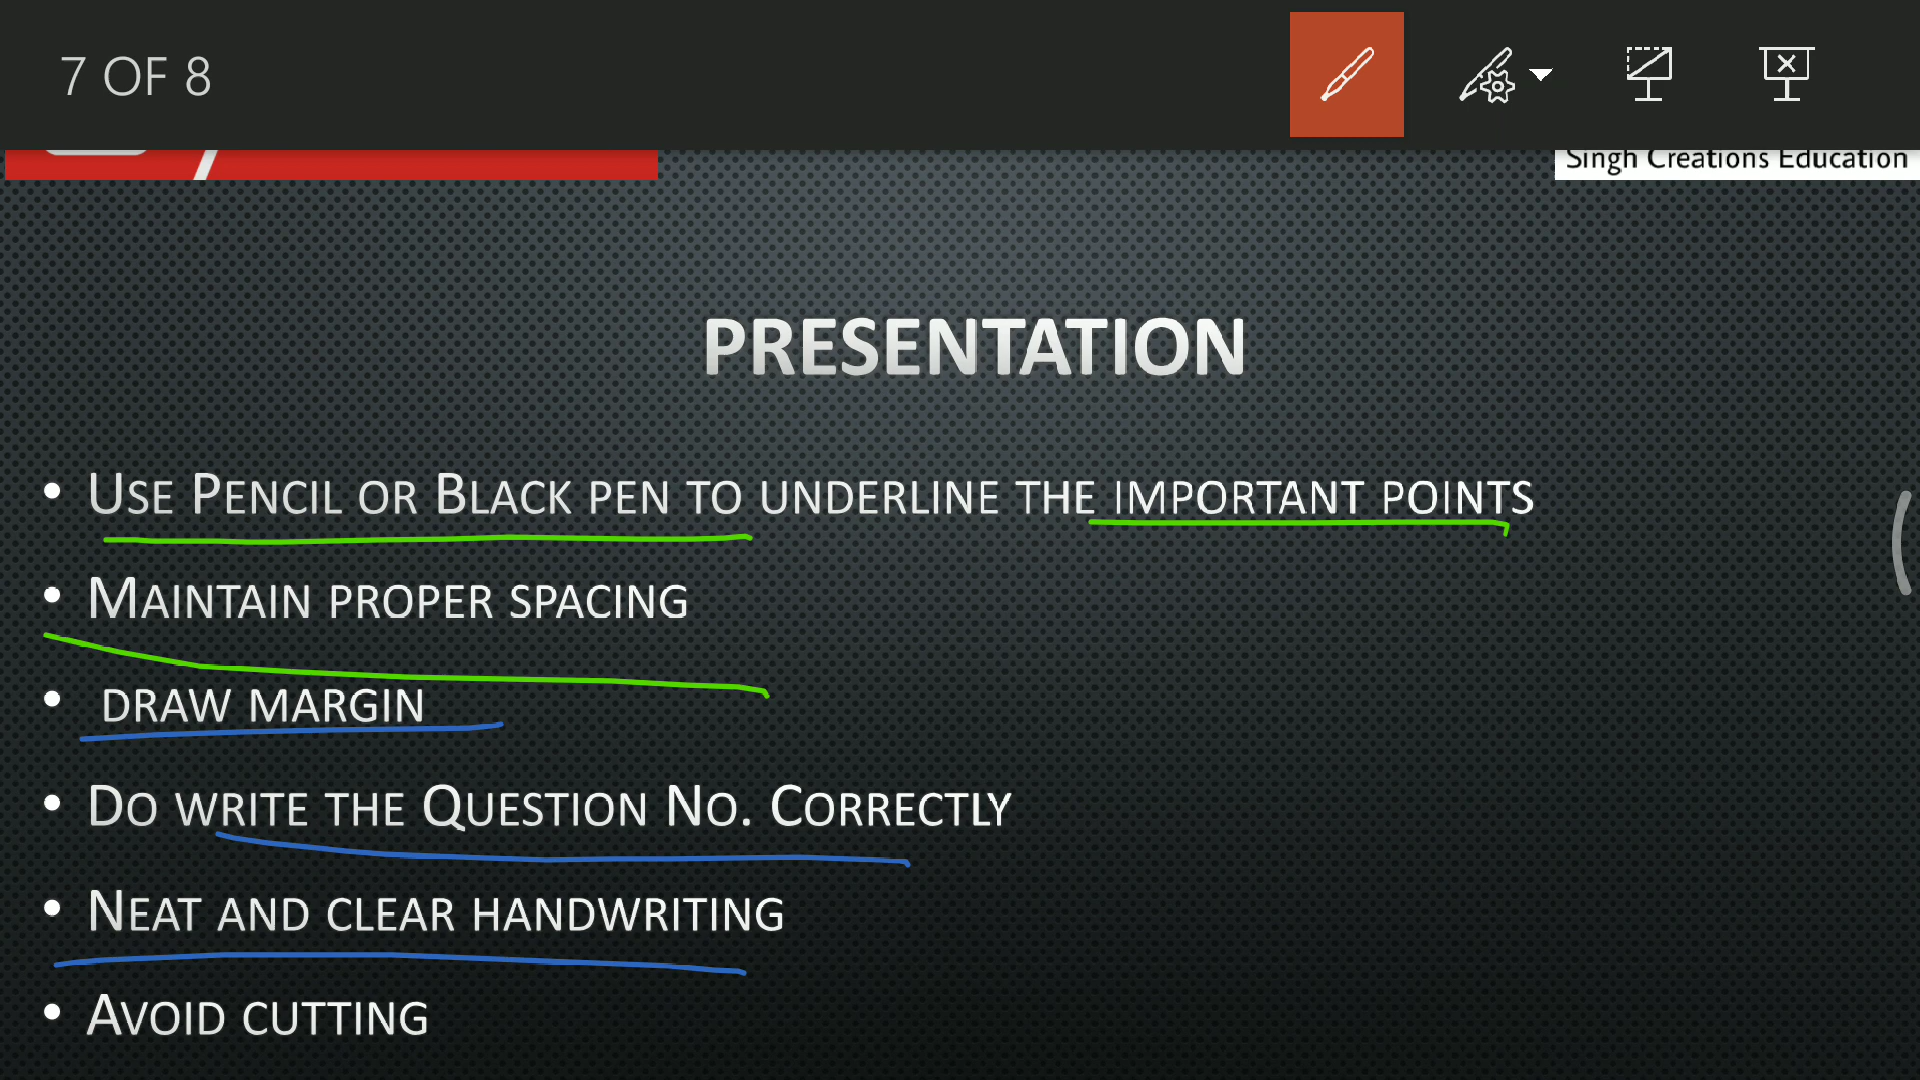 7 OF 8
Singh Creations Education
PRESENTATION
• USE PENCIL OR BLACK PEN TO UNDERLINE THE IMPORTANT POINTS
• MAINTAIN PROPER SPACING
• DRAW MARGIN
• DO WRITE THE QUESTION NO. CORRECTLY
• NEAT AND CLEAR HANDWRITING
• AVOID CUTTING